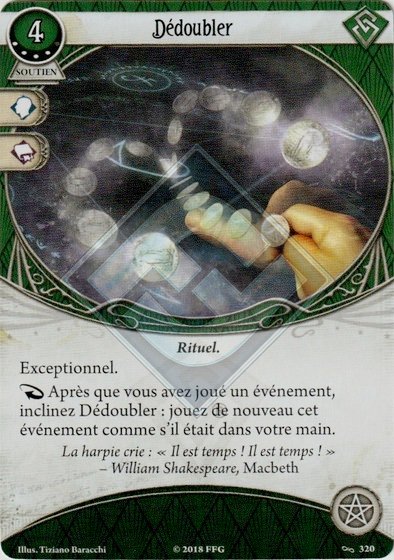 4
Dédoubler
SOUTIEN
Rituel.
Exceptionnel.
Après que vous avez joué un événement,
inclinez Dédoubler : jouez de nouveau cet
événement comme s'il était dans votre main.
La harpie crie : « Il est temps ! Il est temps ! »
– William Shakespeare, Macbeth
Illus. Tiziano Baracchi © 2018 FFG 320